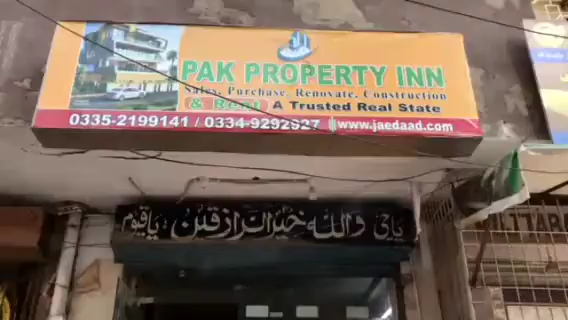 PAK PROPERTY INN
Sales, Purchase, Renovate, Construction
& Rent A Trusted Real State
0335-2199141 / 0334-9292927 www.jaedaad.com
یا حی واللہ خیر الرازقین یا قیوم